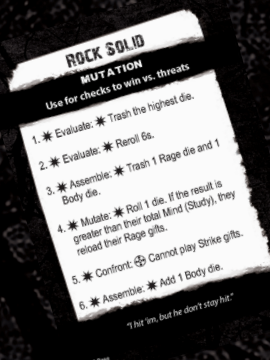 ROCK SOLID
MUTATION
Use for checks to win vs. threats
1. ✷ Evaluate: ✷ Trash the highest die.
2. ✷ Evaluate: ✷ Reroll 6s.
3. ✷ Assemble: ✷ Trash 1 Rage die and 1
Body die.
4. ✷ Mutate: ✷ Roll 1 die. If the result is
greater than their total Mind (Study), they
reload their Rage gifts.
5. ✷ Confront: ⊕ Cannot play Strike gifts.
6. ✷ Assemble: ✷ Add 1 Body die.
"I hit 'im, but he don't stay hit."